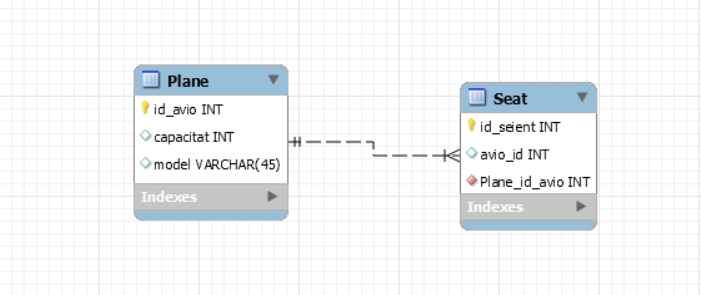 Plane
id_avio INT
capacitat INT
model VARCHAR(45)
Indexes
Seat
id_seient INT
avio_id INT
Plane_id_avio INT
Indexes